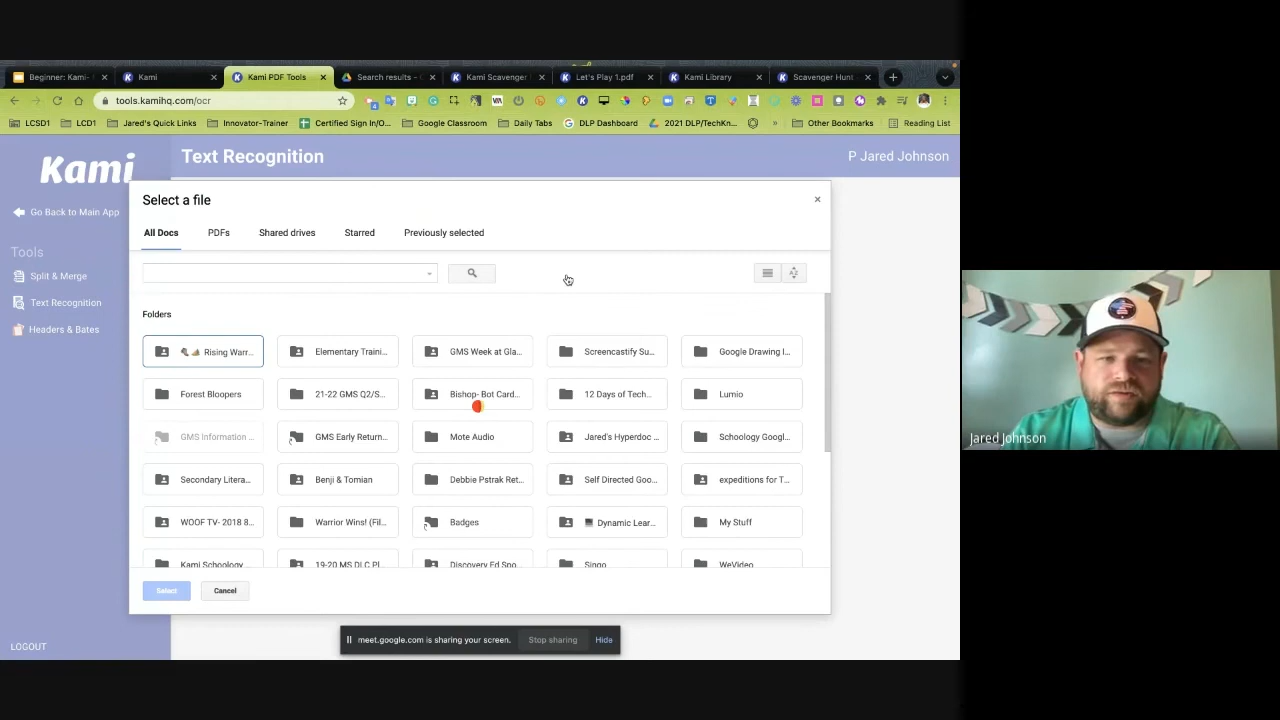 Beginner: Kami-
Kami
Kami PDF Tools
Search results -
Kami Scavenger
Let's Play 1.pdf
Kami Library
Scavenger Hunt
tools.kamihq.com/ocr
LCSD1
LCD1
Jared's Quick Links
Innovator-Trainer
Certified Sign In/O...
Google Classroom
Daily Tabs
DLP Dashboard
2021 DLP/TechKn...
»
Other Bookmarks
Reading List
Kami
Text Recognition
P Jared Johnson
Go Back to Main App
Tools
Split & Merge
Text Recognition
Headers & Bates
LOGOUT
Select a file
All Docs
PDFs
Shared drives
Starred
Previously selected
Folders
Rising Warr...
Elementary Traini...
GMS Week at Gla...
Screencastify Su...
Google Drawing I...
Forest Bloopers
21-22 GMS Q2/S...
Bishop- Bot Card...
12 Days of Tech...
Lumio
GMS Information ...
GMS Early Return...
Mote Audio
Jared's Hyperdoc ...
Schoology Googl...
Secondary Litera...
Benji & Tomian
Debbie Pstrak Ret...
Self Directed Goo...
expeditions for T...
WOOF TV- 2018 8...
Warrior Wins! (Fil...
Badges
Dynamic Lear...
My Stuff
Kami Schoology
19-20 MS DLC Pl...
Discovery Ed Spo...
Singo
WeVideo
Select
Cancel
meet.google.com is sharing your screen.
Stop sharing
Hide
Jared Johnson